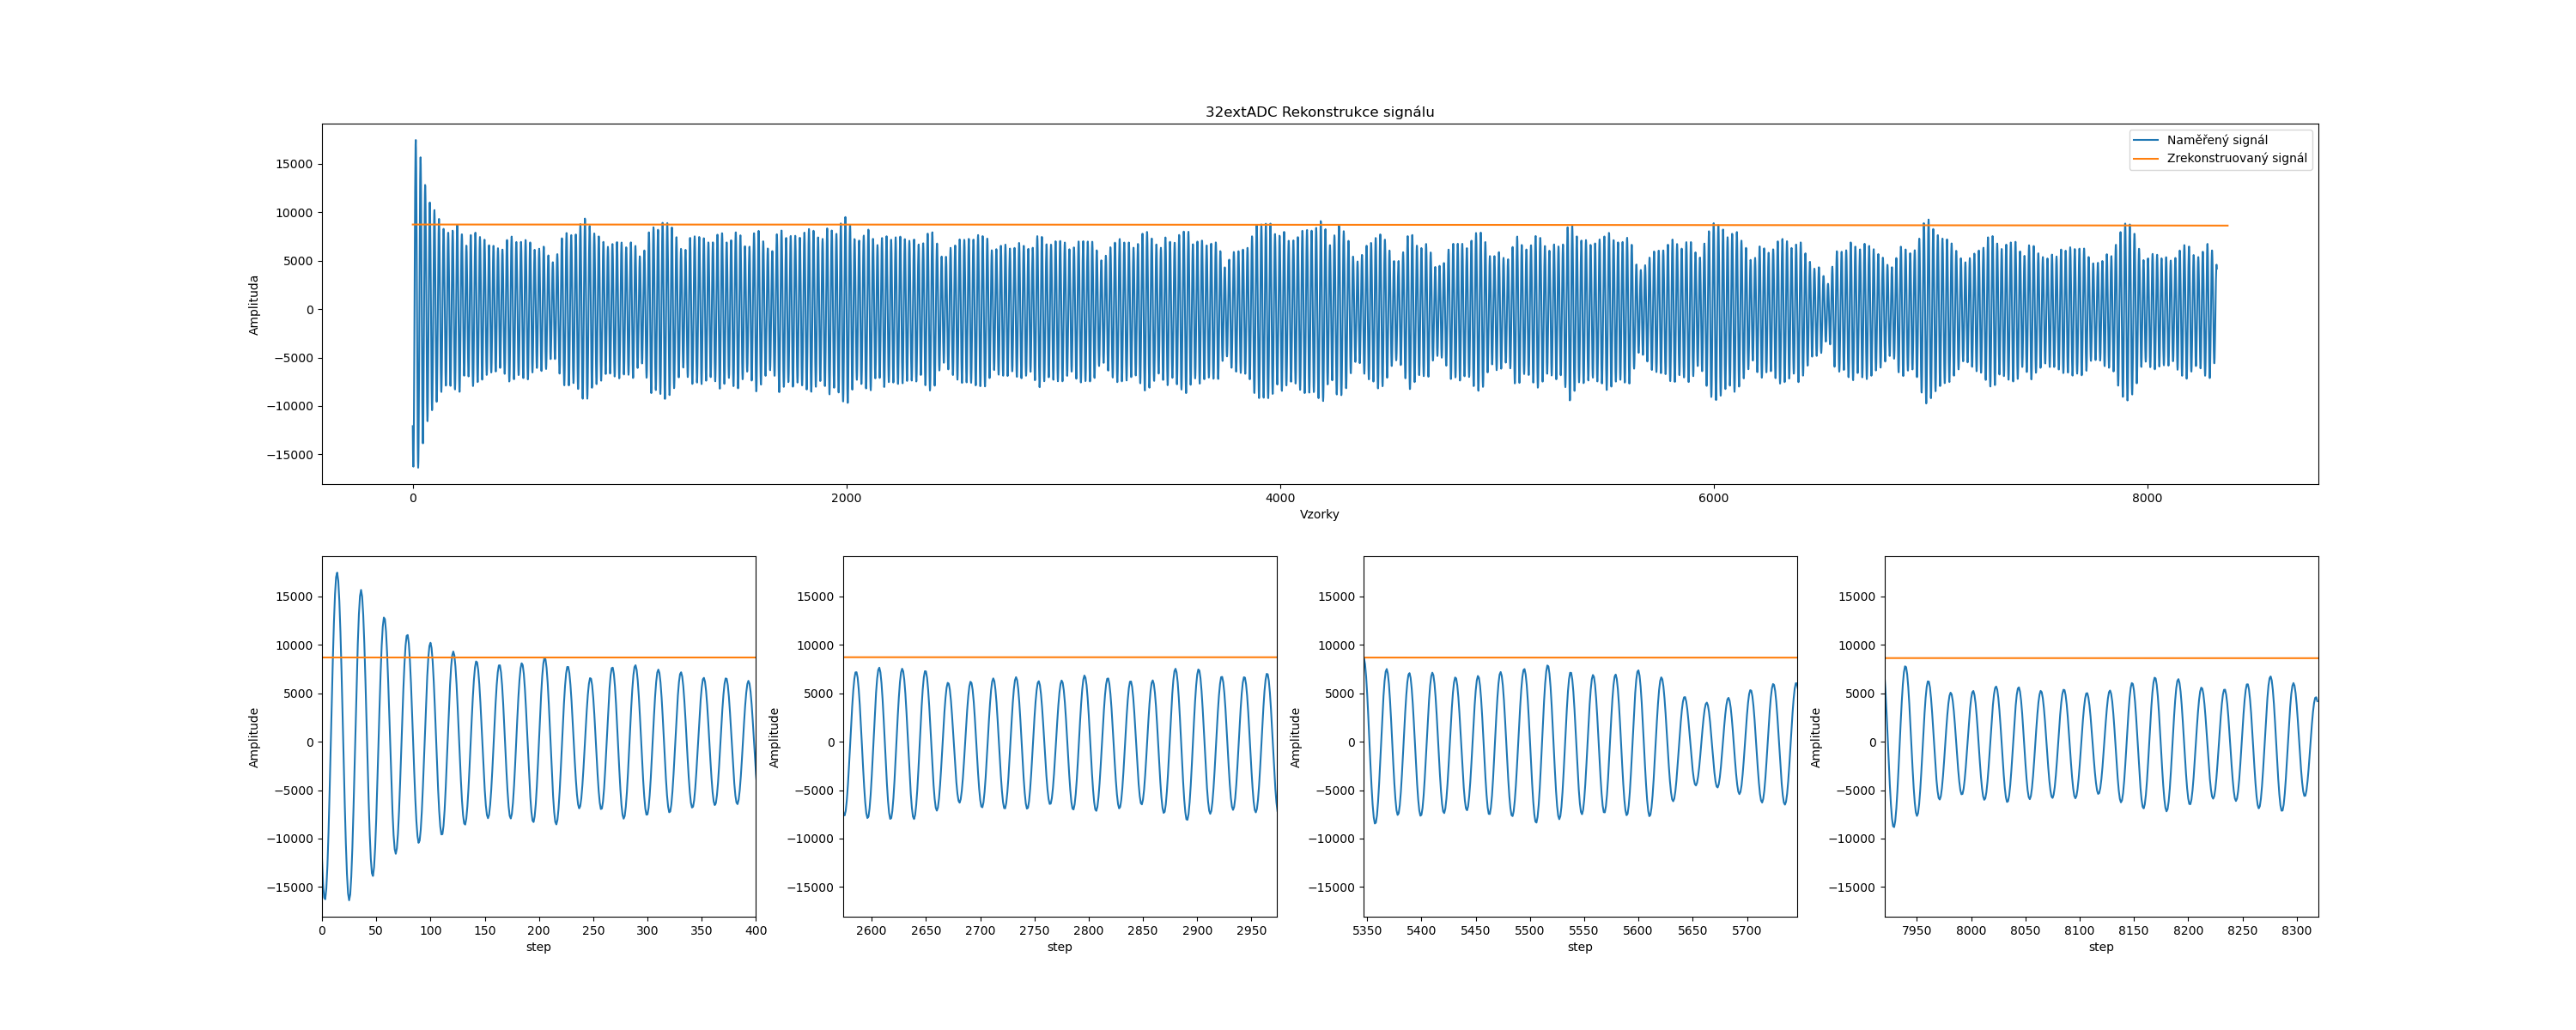 32extADC Rekonstrukce signálu
Naměřený signál
Zrekonstruovaný signál
Amplituda
15000
10000
5000
0
−5000
−10000
−15000
0 2000 4000 6000 8000
Vzorky
Amplitude
15000
10000
5000
0
−5000
−10000
−15000
0 50 100 150 200 250 300 350 400
step
Amplitude
15000
10000
5000
0
−5000
−10000
−15000
2600 2650 2700 2750 2800 2850 2900 2950
step
Amplitude
15000
10000
5000
0
−5000
−10000
−15000
5350 5400 5450 5500 5550 5600 5650 5700
step
Amplitude
15000
10000
5000
0
−5000
−10000
−15000
7950 8000 8050 8100 8150 8200 8250 8300
step